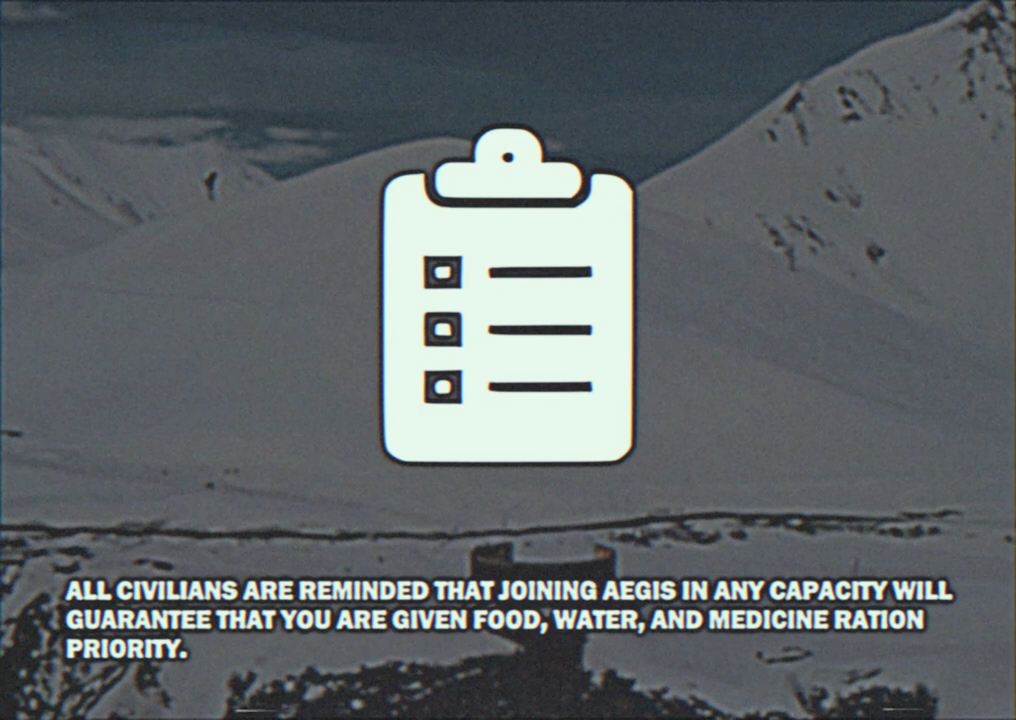 ALL CIVILIANS ARE REMINDED THAT JOINING AEGIS IN ANY CAPACITY WILL
GUARANTEE THAT YOU ARE GIVEN FOOD, WATER, AND MEDICINE RATION
PRIORITY.